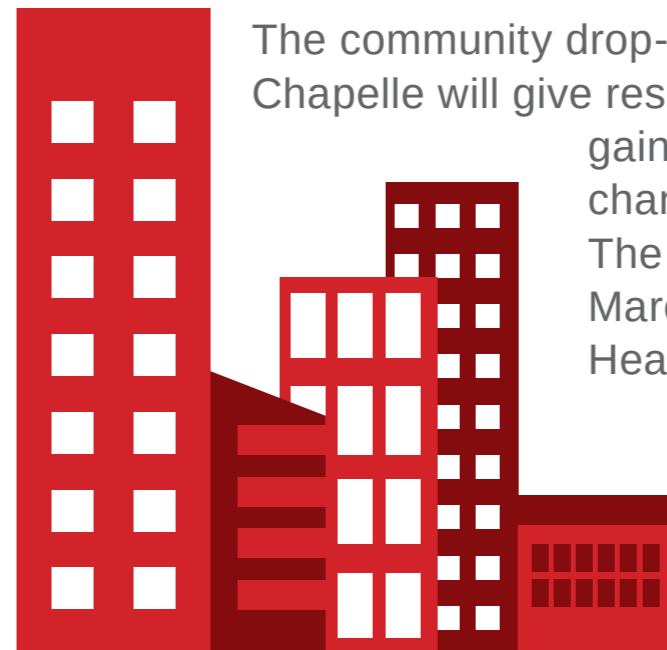 The community drop-
Chapelle will give res
gain
char
The
Marc
Hea